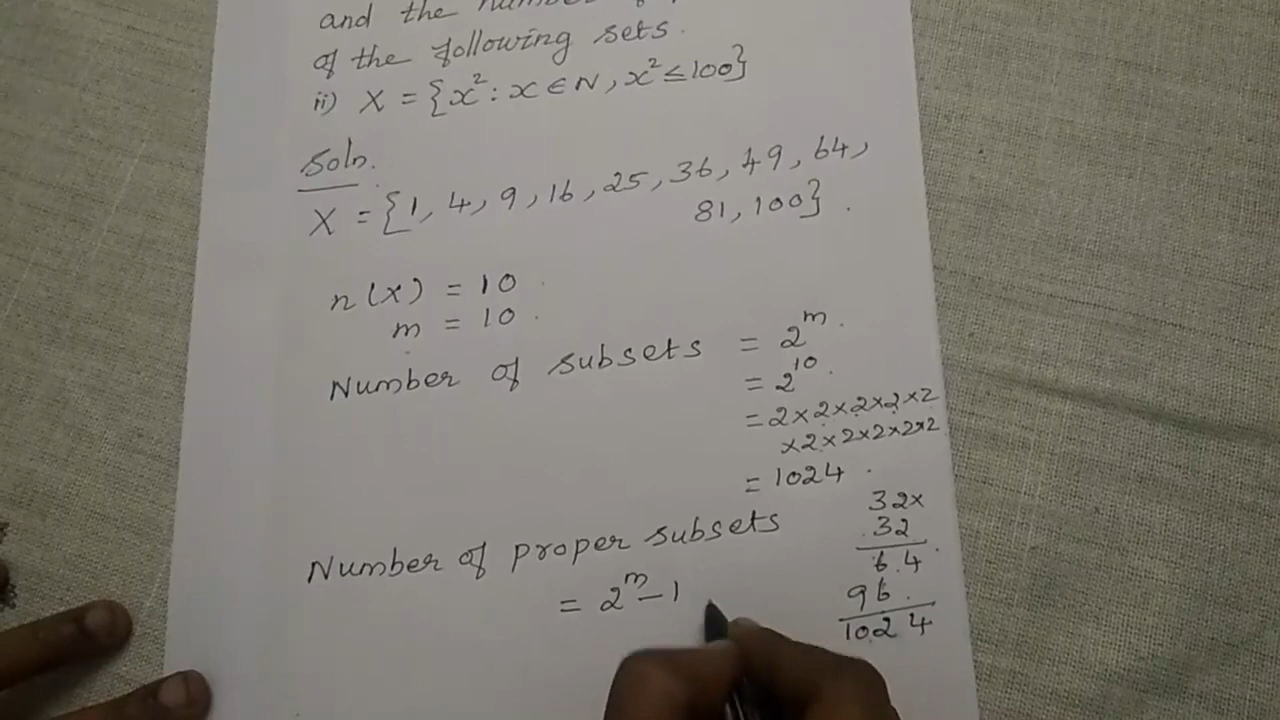 and the number of
of the following sets.
ii) X = {x² : x ∈ N, x² ≤ 100}
Soln.
X = {1, 4, 9, 16, 25, 36, 49, 64,
81, 100}.
n(X) = 10
m = 10.
Number of subsets = 2^m.
= 2^10.
= 2×2×2×2×2
×2×2×2×2×2
= 1024.
32×
32
64
96
1024
Number of proper subsets
= 2^m – 1